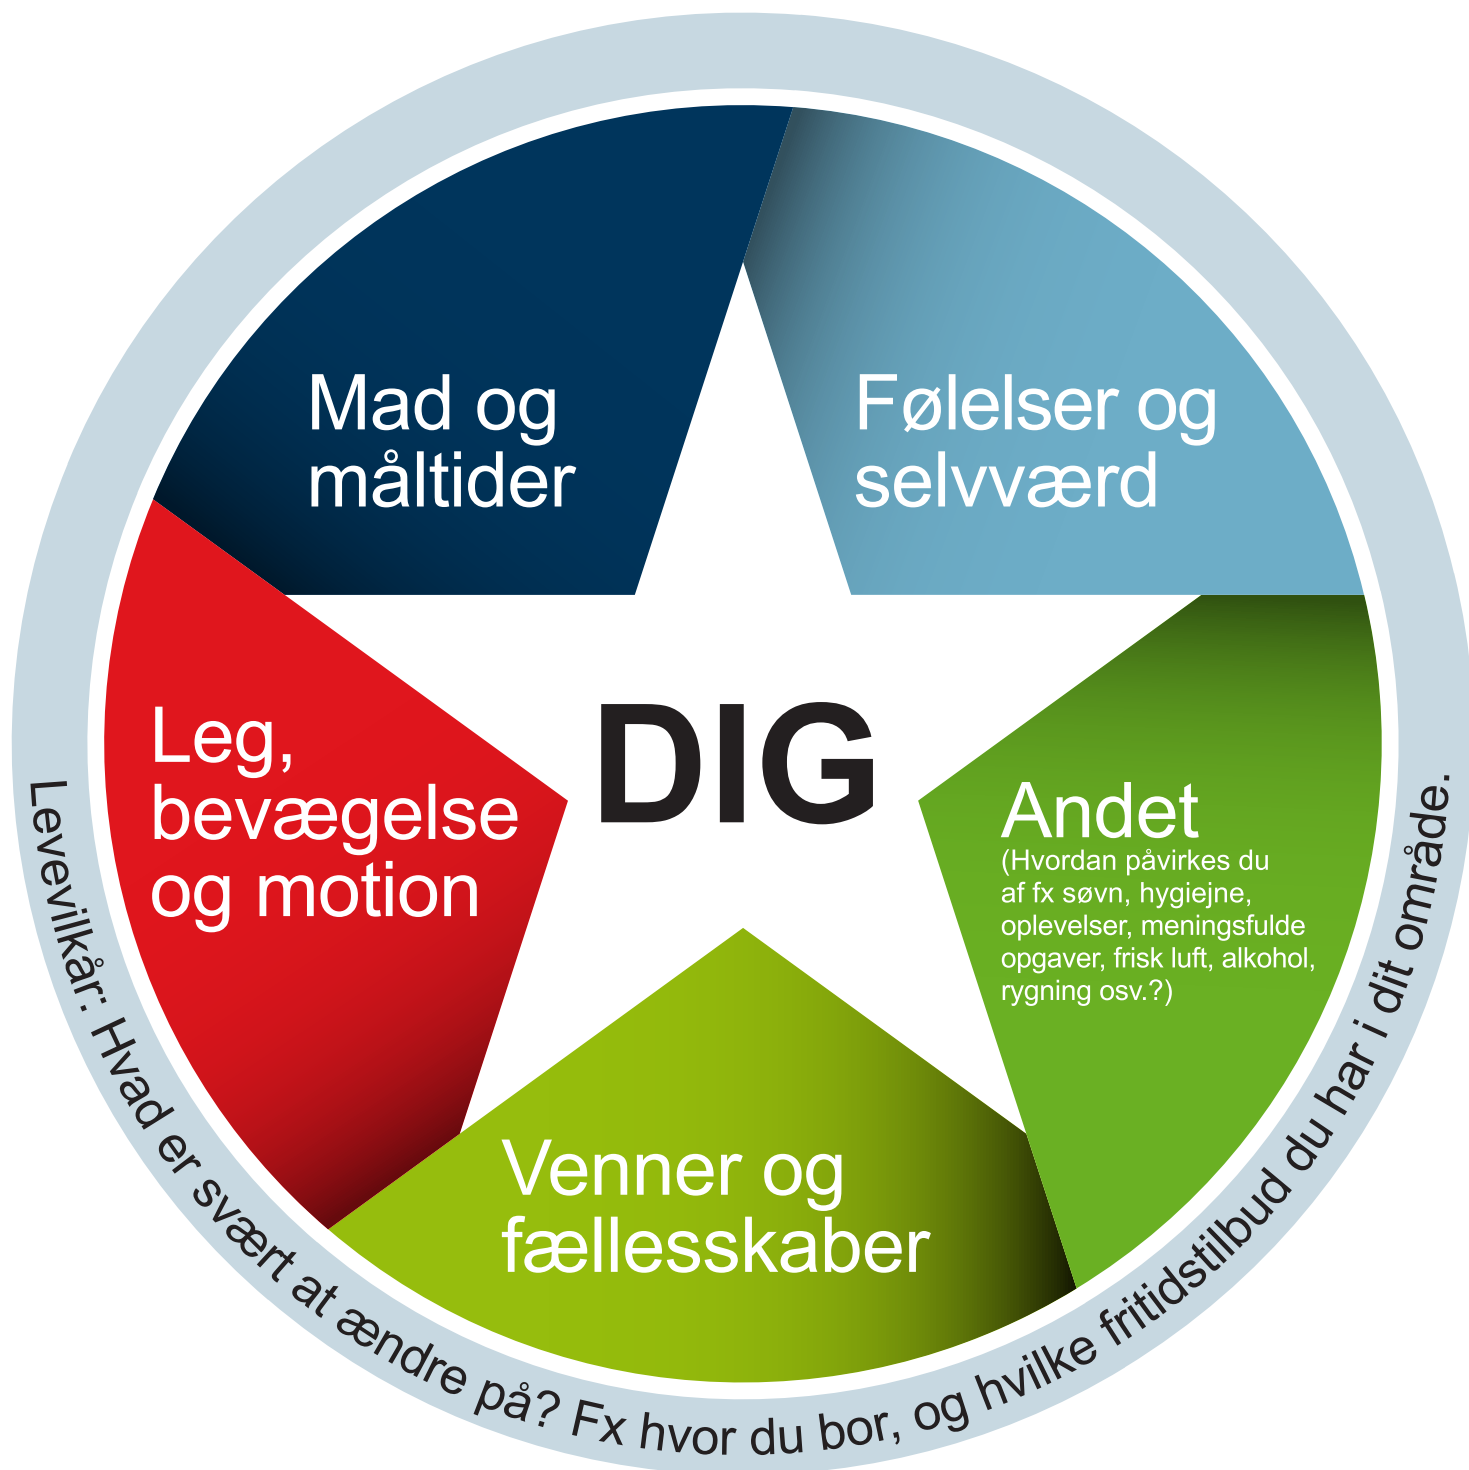 Mad og
måltider
Følelser og
selvværd
Leg,
bevægelse
og motion
DIG
Andet
(Hvordan påvirkes du
af fx søvn, hygiejne,
oplevelser, meningsfulde
opgaver, frisk luft, alkohol,
rygning osv.?)
Venner og
fællesskaber
Levevilkår: Hvad er svært at ændre på? Fx hvor du bor, og hvilke fritidstilbud du har i dit område.